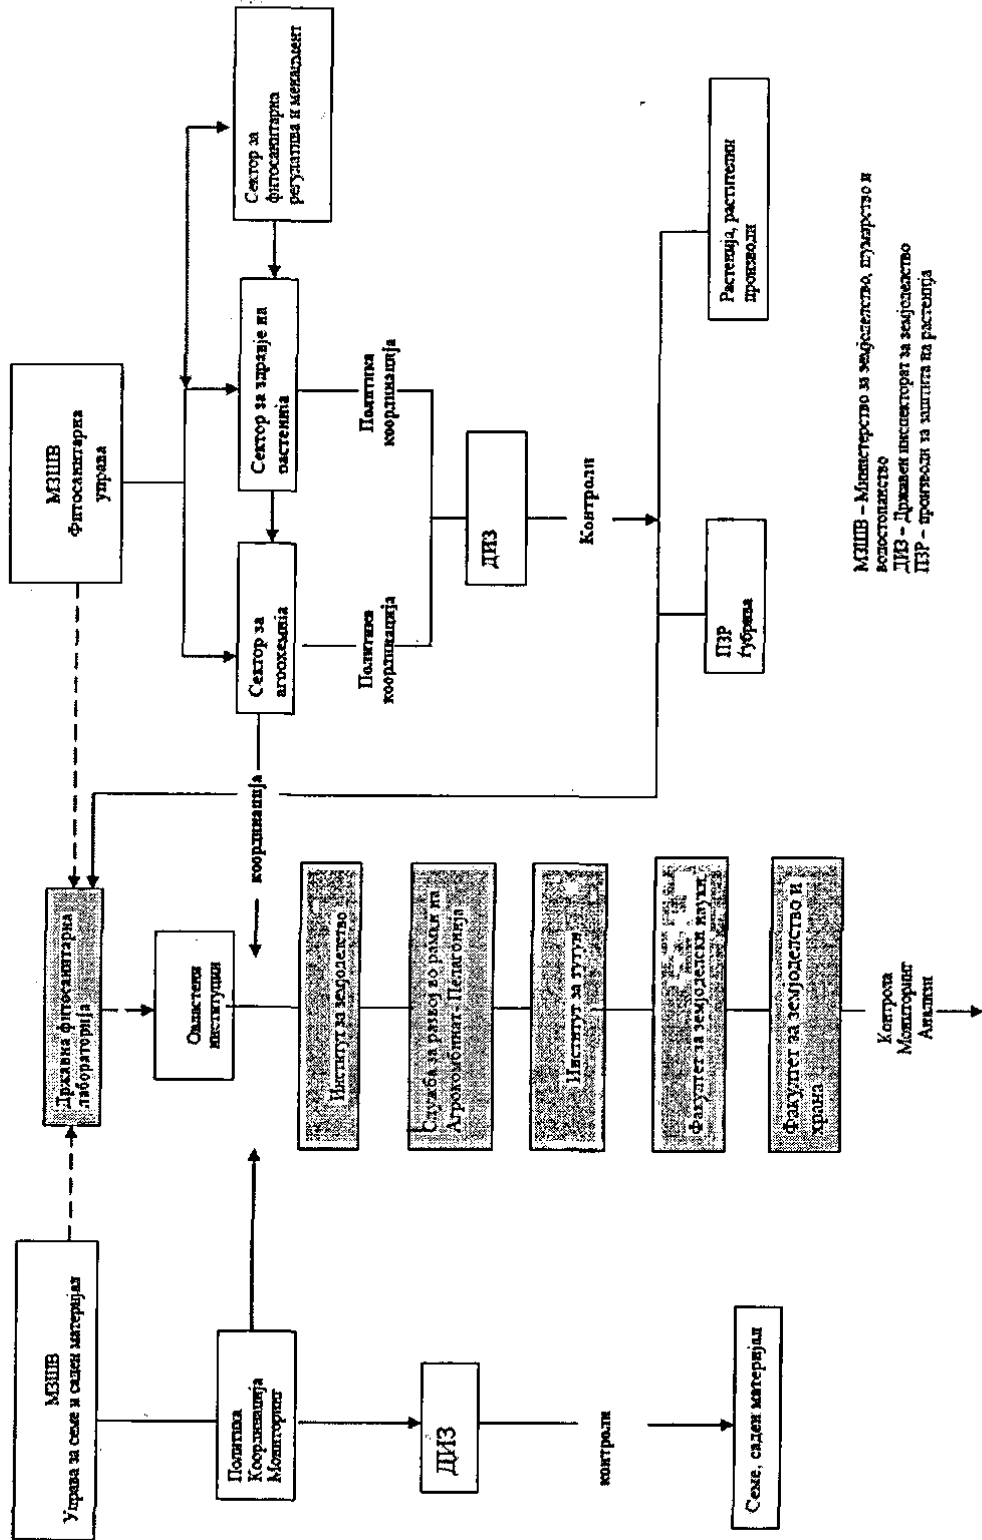 МЗШВ
Управа за семе и саден материјал
Политика
Координација
Мониторинг
ДИЗ
контроли
Семе, саден материјал
Државна фитосанитарна
лабораторија
Овластени
институции
координација
Институт за земјоделство
Служба за развој во рамки на
Агрокомбинат - Пелагонија
Институт за тутун
Факултет за земјоделски науки
Факултет за земјоделство и
храна
Контрола
Мониторинг
Анализи
МЗШВ
Фитосанитарна
управа
Сектор за
агрохемија
Сектор за здравје на
растенија
Сектор за
фитосанитарна
регулатива и менаџмент
Политика
координација
Политика
координација
ДИЗ
Контроли
ПЗР
ѓубрива
Растенија, растителни
производи
МЗШВ – Министерство за земјоделство, шумарство и
водостопанство
ДИЗ – Државен инспекторат за земјоделство
ПЗР – производи за заштита на растенија